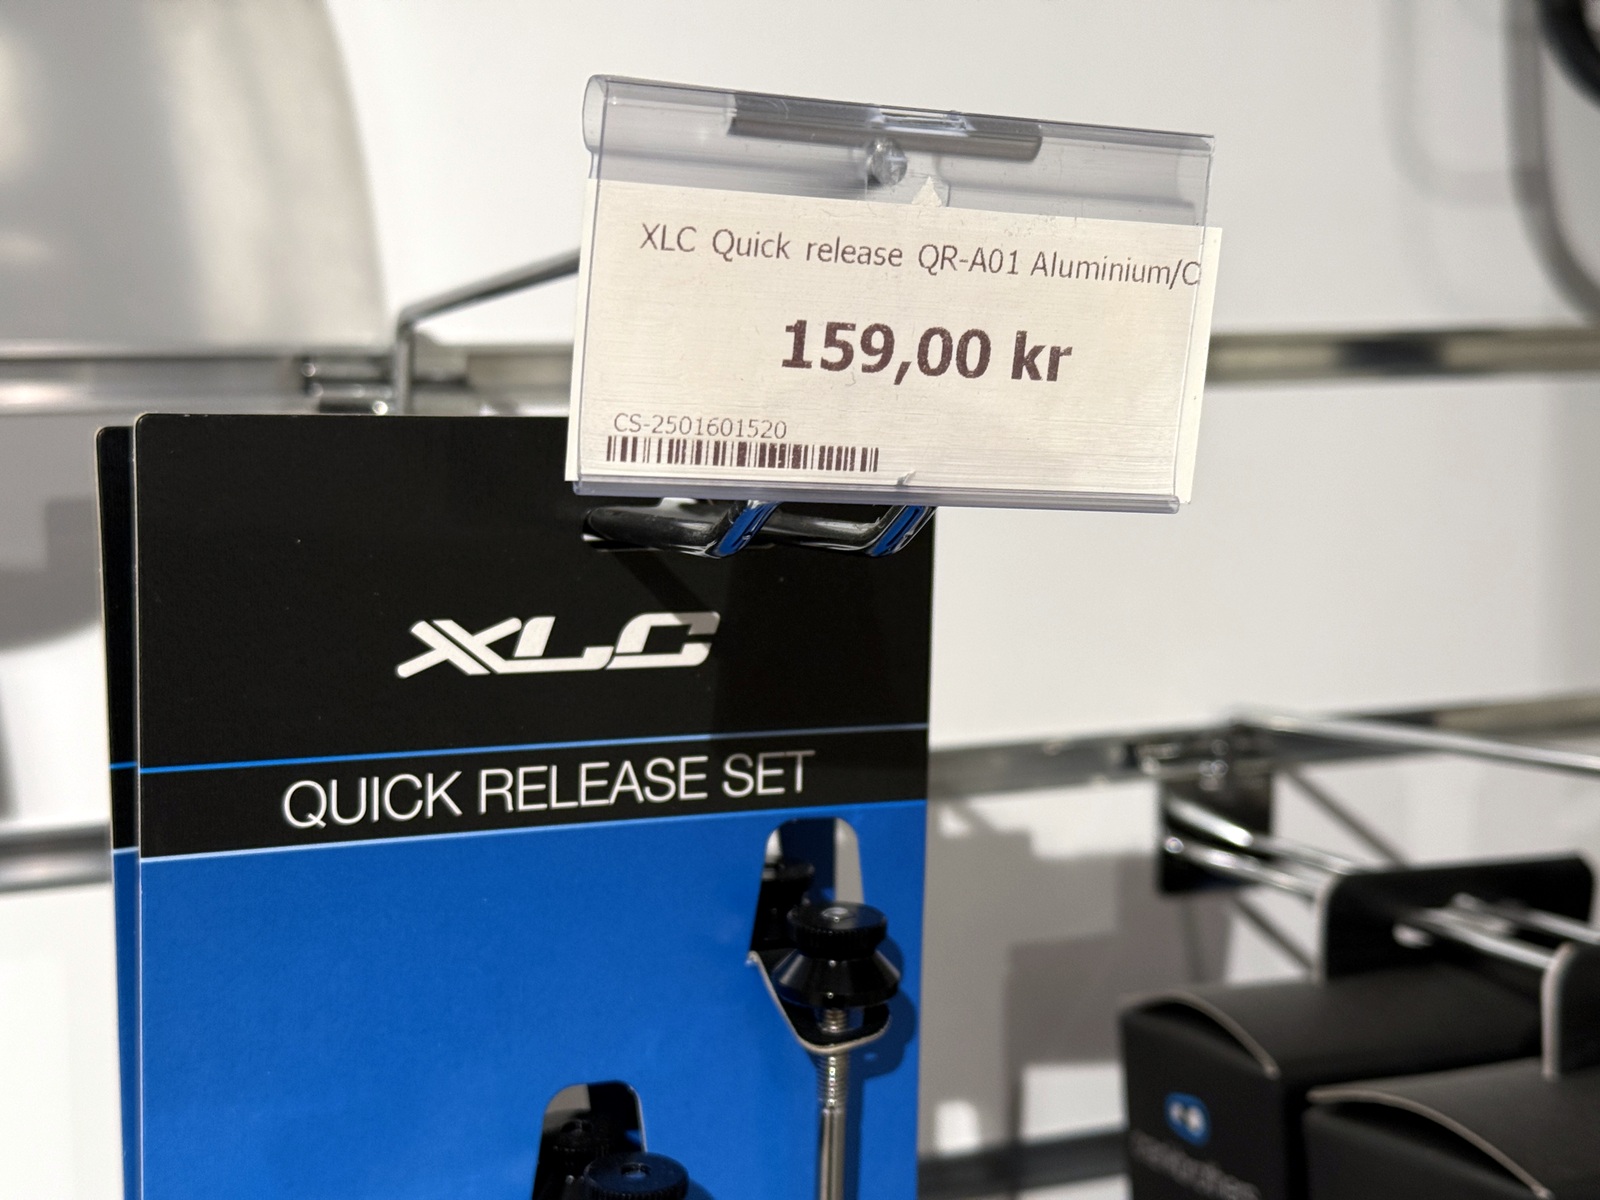 XLC Quick release QR-A01 Aluminium/C
159,00 kr
CS-2501601520
XLC
QUICK RELEASE SET